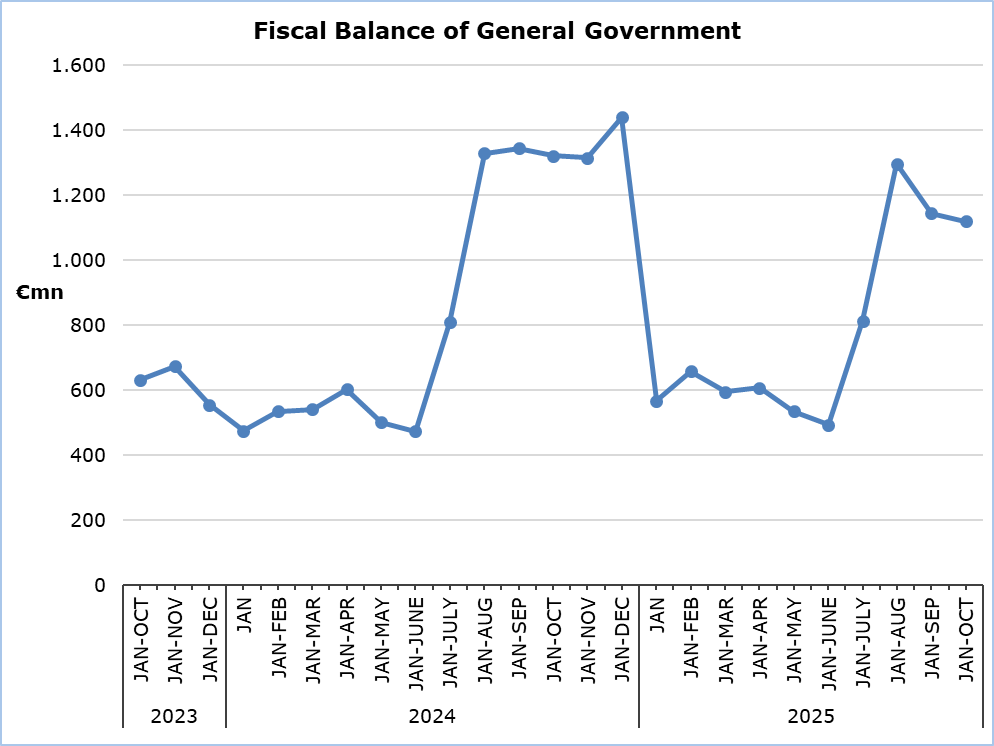 Fiscal Balance of General Government
1.600
1.400
1.200
1.000
€mn
800
600
400
200
0
JAN-OCT
JAN-NOV
JAN-DEC
JAN
JAN-FEB
JAN-MAR
JAN-APR
JAN-MAY
JAN-JUNE
JAN-JULY
JAN-AUG
JAN-SEP
JAN-OCT
JAN-NOV
JAN-DEC
JAN
JAN-FEB
JAN-MAR
JAN-APR
JAN-MAY
JAN-JUNE
JAN-JULY
JAN-AUG
JAN-SEP
JAN-OCT
2023
2024
2025